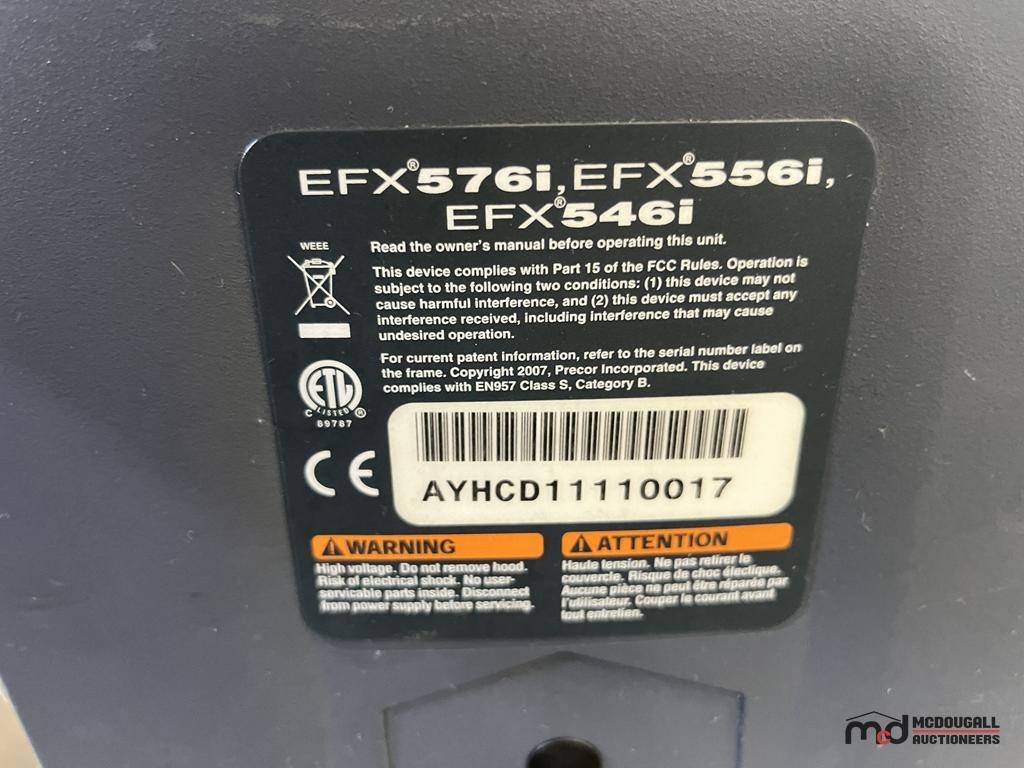 EFX®576i, EFX®556i,
EFX®546i
WEEE
Read the owner's manual before operating this unit.
This device complies with Part 15 of the FCC Rules. Operation is
subject to the following two conditions: (1) this device may not
cause harmful interference, and (2) this device must accept any
interference received, including interference that may cause
undesired operation.
For current patent information, refer to the serial number label on
the frame. Copyright 2007, Precor Incorporated. This device
complies with EN957 Class S, Category B.
ETL
C LISTED ®
89787
CE
AYHCD11110017
WARNING
High voltage. Do not remove hood.
Risk of electrical shock. No user-
servicable parts inside. Disconnect
from power supply before servicing.
ATTENTION
Haute tension. Ne pas retirer le
couvercle. Risque de choc électique.
Aucune pièce ne peut être réparée par
l'utilisateur. Couper le courant avant
tout entretien.
mcd MCDOUGALL
AUCTIONEERS